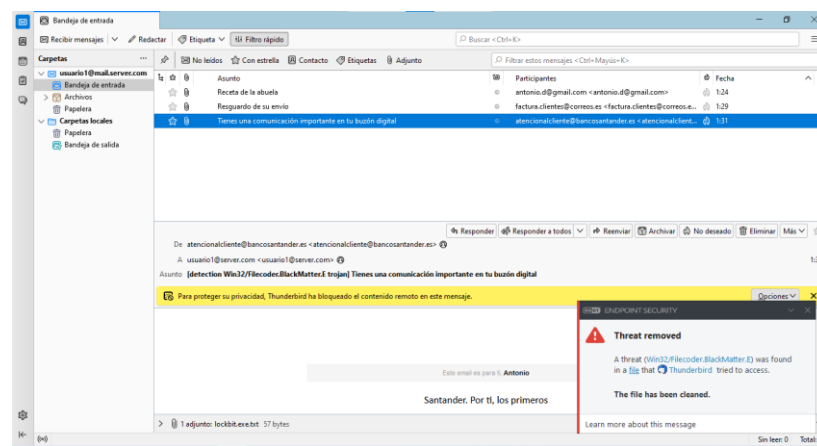 Bandeja de entrada
Recibir mensajes
Redactar
Etiqueta
Filtro rápido
Buscar <Ctrl+K>
Carpetas
...
No leídos
Con estrella
Contacto
Etiquetas
Adjunto
Filtrar estos mensajes <Ctrl+Mayús+K>
usuario1@mail.server.com
Bandeja de entrada
Archivos
Papelera
Carpetas locales
Papelera
Bandeja de salida
Asunto
Participantes
Fecha
Receta de la abuela
antonio.d@gmail.com <antonio.d@gmail.com>
1:24
Resguardo de su envio
factura.clientes@correos.es <factura.clientes@correos.e...
1:29
Tienes una comunicación importante en tu buzón digital
atencionalcliente@bancosantander.es <atencionalclient...
1:31
Responder
Responder a todos
Reenviar
Archivar
No deseado
Eliminar
Más
De atencionalcliente@bancosantander.es <atencionalcliente@bancosantander.es>
A usuario1@server.com <usuario1@server.com>
Asunto [detection Win32/Filecoder.BlackMatter.E trojan] Tienes una comunicación importante en tu buzón digital
Para proteger su privacidad, Thunderbird ha bloqueado el contenido remoto en este mensaje.
Opciones
Este email es para ti, Antonio
Santander. Por ti, los primeros
ENDPOINT SECURITY
Threat removed
A threat (Win32/Filecoder.BlackMatter.E) was found
in a file that Thunderbird tried to access.
The file has been cleaned.
Learn more about this message
1 adjunto: lockbit.exe.txt 57 bytes
Sin leer: 0
Total: